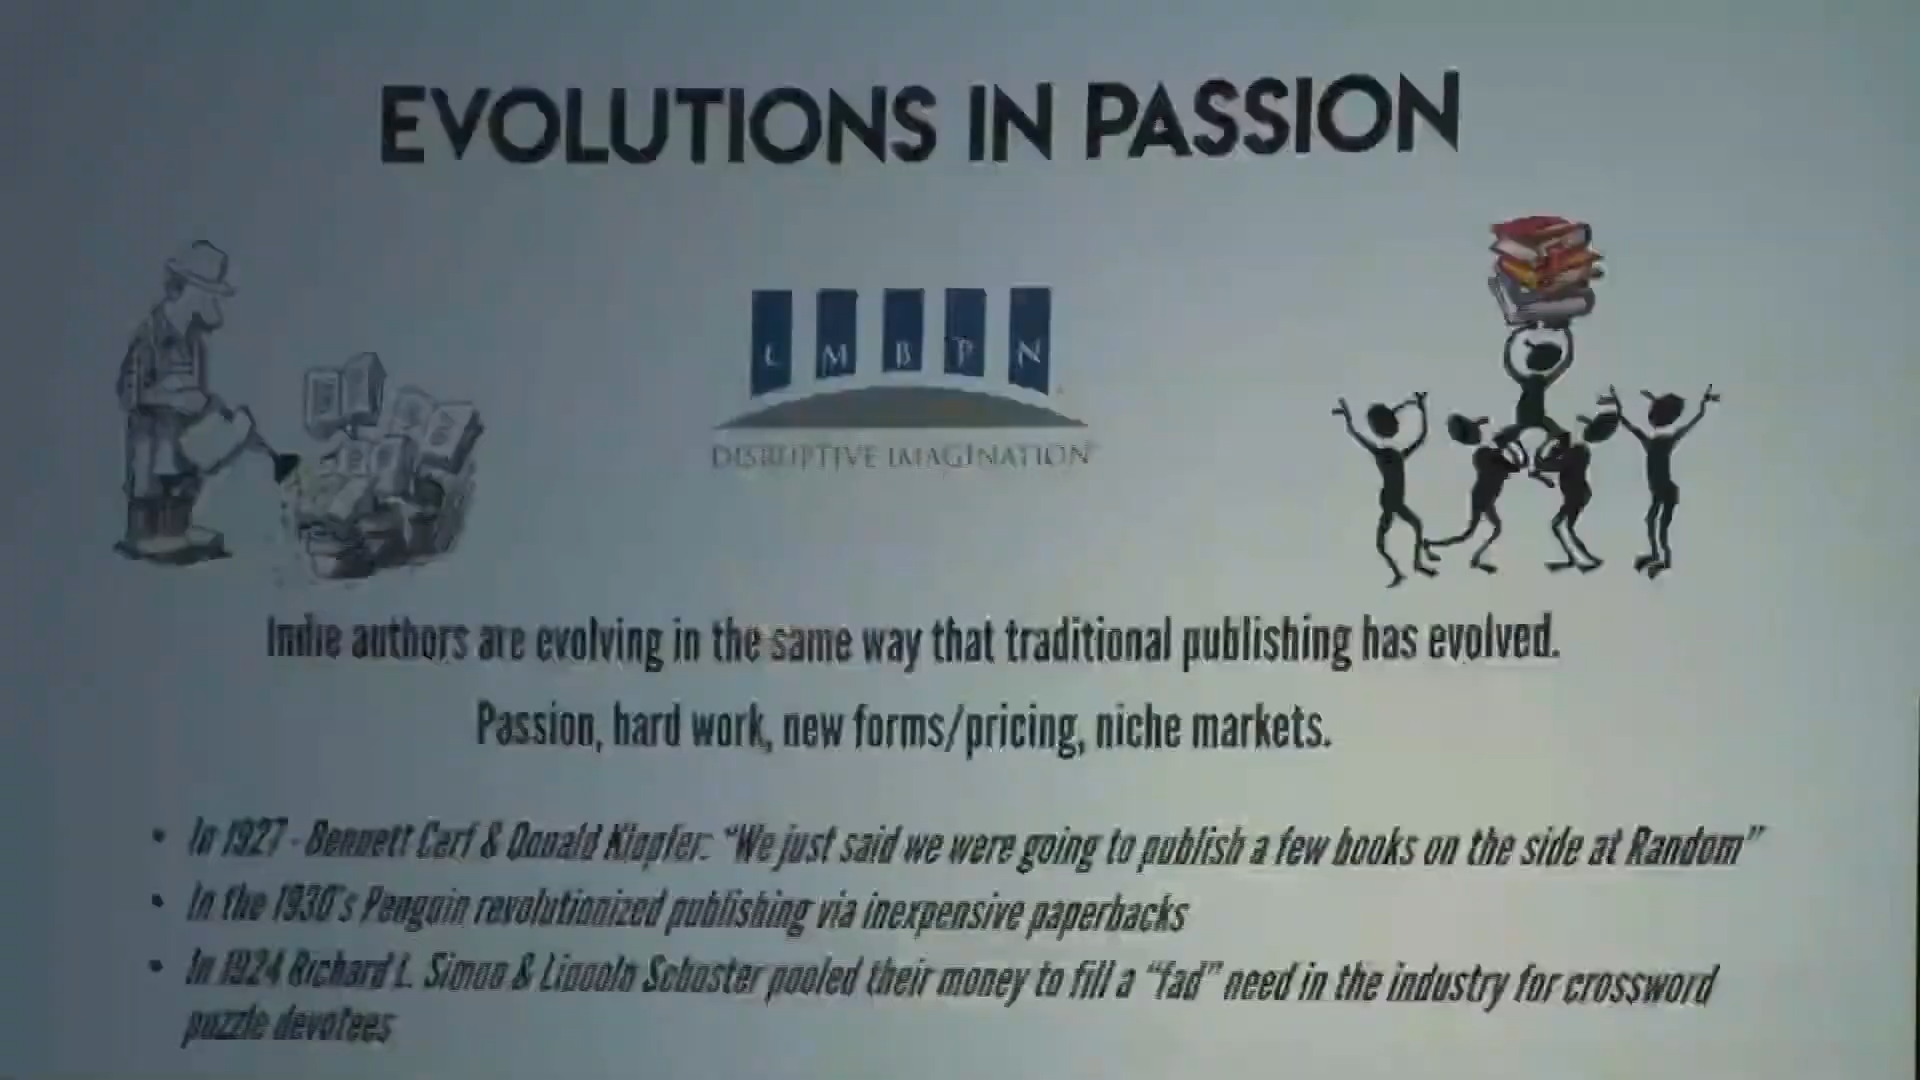 EVOLUTIONS IN PASSION
L M B P N
DISRUPTIVE IMAGINATION®
Indie authors are evolving in the same way that traditional publishing has evolved.
Passion, hard work, new forms/pricing, niche markets.
• In 1927 - Bennett Cerf & Donald Klopfer: "We just said we were going to publish a few books on the side at Random"
• In the 1930's Penguin revolutionized publishing via inexpensive paperbacks
• In 1924 Richard L. Simon & Lincoln Schuster pooled their money to fill a "fad" need in the industry for crossword
puzzle devotees